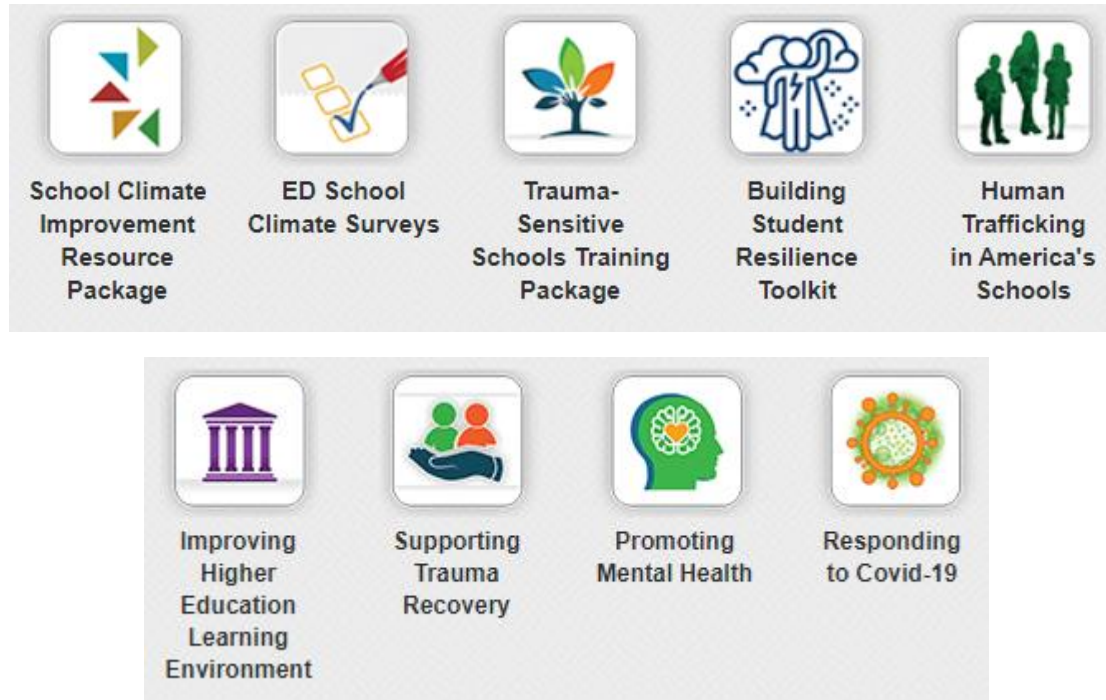 School Climate
Improvement
Resource
Package
ED School
Climate Surveys
Trauma-
Sensitive
Schools Training
Package
Building
Student
Resilience
Toolkit
Human
Trafficking
in America's
Schools
Improving
Higher
Education
Learning
Environment
Supporting
Trauma
Recovery
Promoting
Mental Health
Responding
to Covid-19